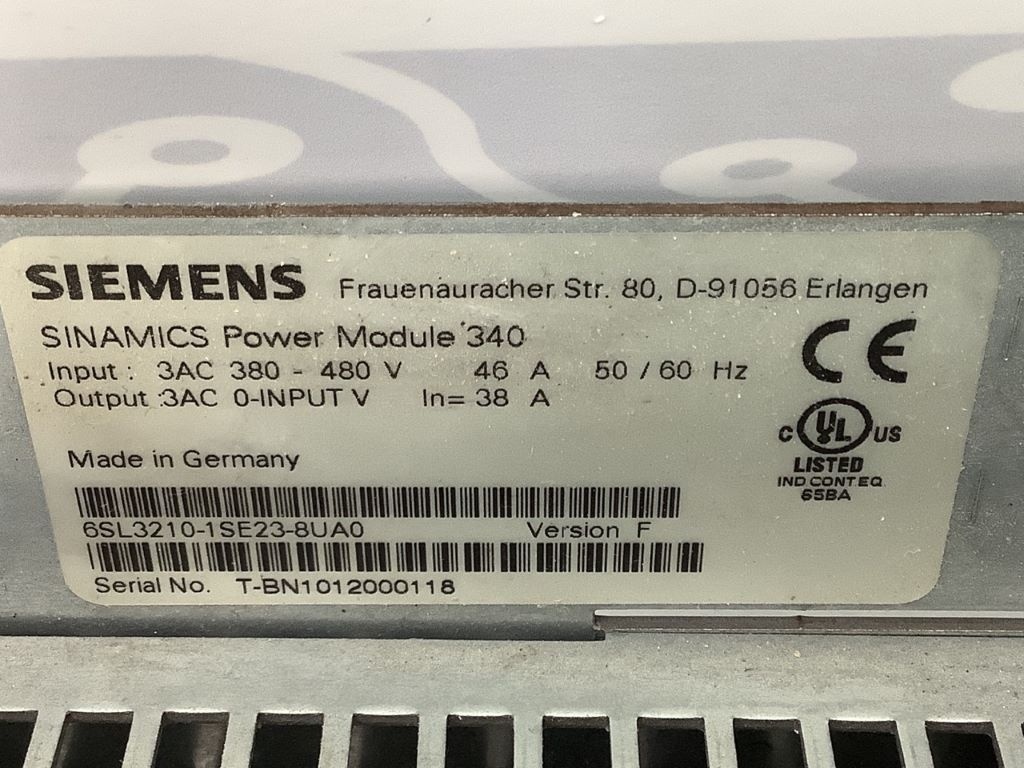 SIEMENS Frauenauracher Str. 80, D-91056 Erlangen
SINAMICS Power Module 340
Input : 3AC 380 - 480 V 46 A 50 / 60 Hz
Output :3AC 0-INPUT V In= 38 A
CE
C UL US
LISTED
IND CONT EQ
65BA
Made in Germany
6SL3210-1SE23-8UA0 Version F
Serial No. T-BN1012000118